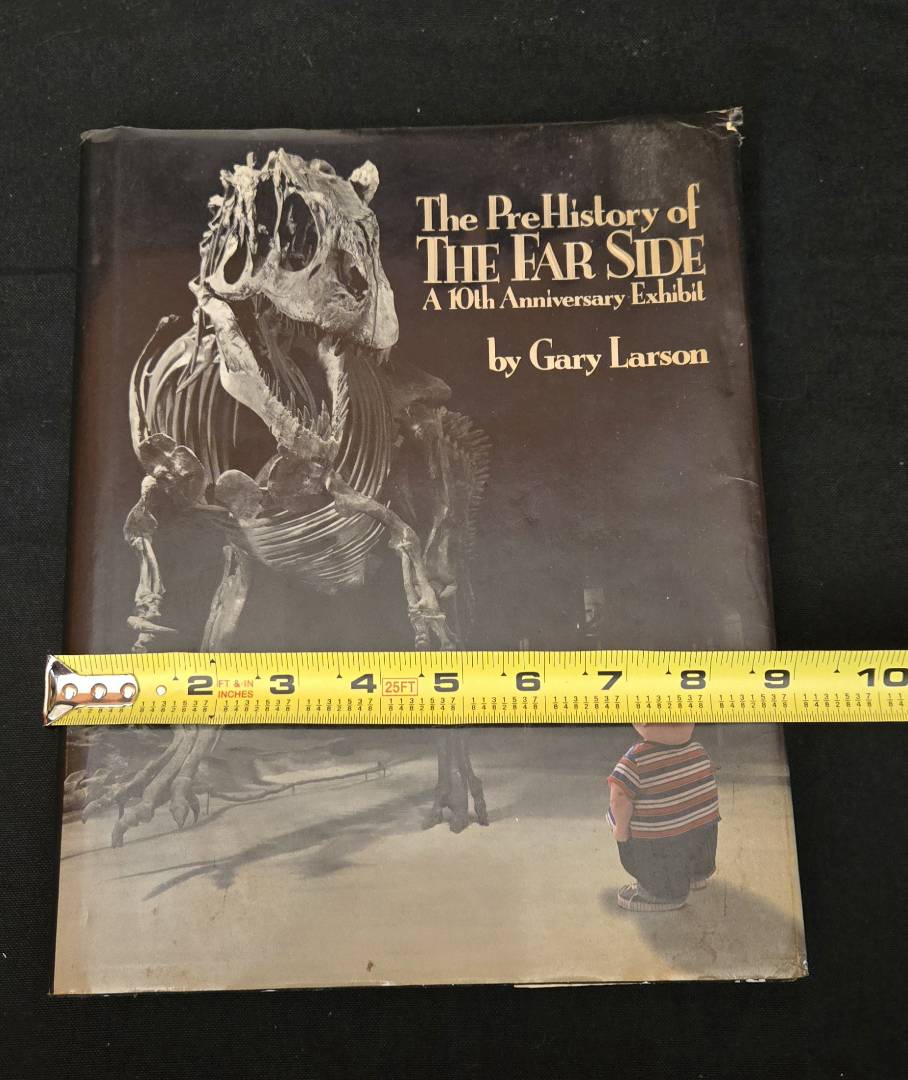 The PreHistory of
THE FAR SIDE
A 10th Anniversary Exhibit
by Gary Larson
2 FT & IN INCHES 3 4 25FT 5 6 7 8 9 10